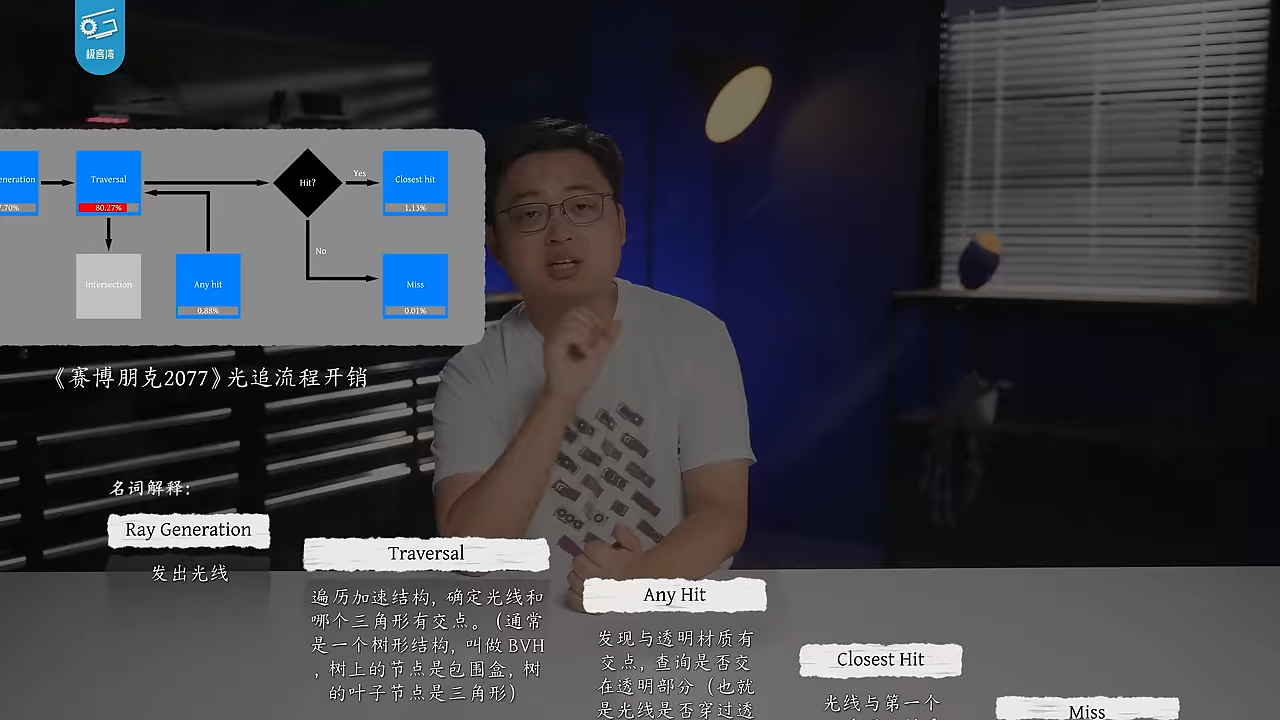 极客湾
eneration
Traversal
Hit?
Yes
Closest hit
7.70%
80.27%
1.13%
No
Intersection
Any hit
Miss
0.88%
0.01%
《赛博朋克2077》光追流程开销
名词解释：
Ray Generation
发出光线
Traversal
遍历加速结构，确定光线和
哪个三角形有交点。（通常
是一个树形结构，叫做 BVH
，树上的节点是包围盒，树
的叶子节点是三角形）
Any Hit
发现与透明材质有
交点，查询是否交
在透明部分（也就
是光线是否穿过透
Closest Hit
光线与第一个
Miss